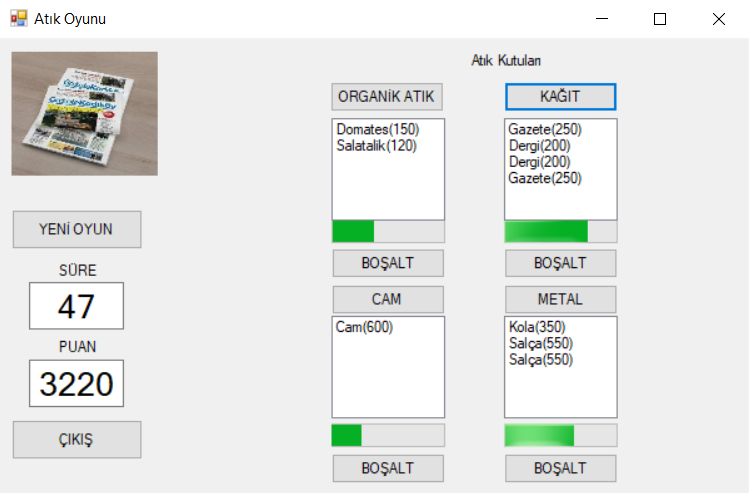 Atık Oyunu
Atık Kutuları
ORGANİK ATIK
KAĞIT
Domates(150)
Salatalik(120)
Gazete(250)
Dergi(200)
Dergi(200)
Gazete(250)
BOŞALT
BOŞALT
YENİ OYUN
SÜRE
47
PUAN
3220
ÇIKIŞ
CAM
METAL
Cam(600)
Kola(350)
Salça(550)
Salça(550)
BOŞALT
BOŞALT